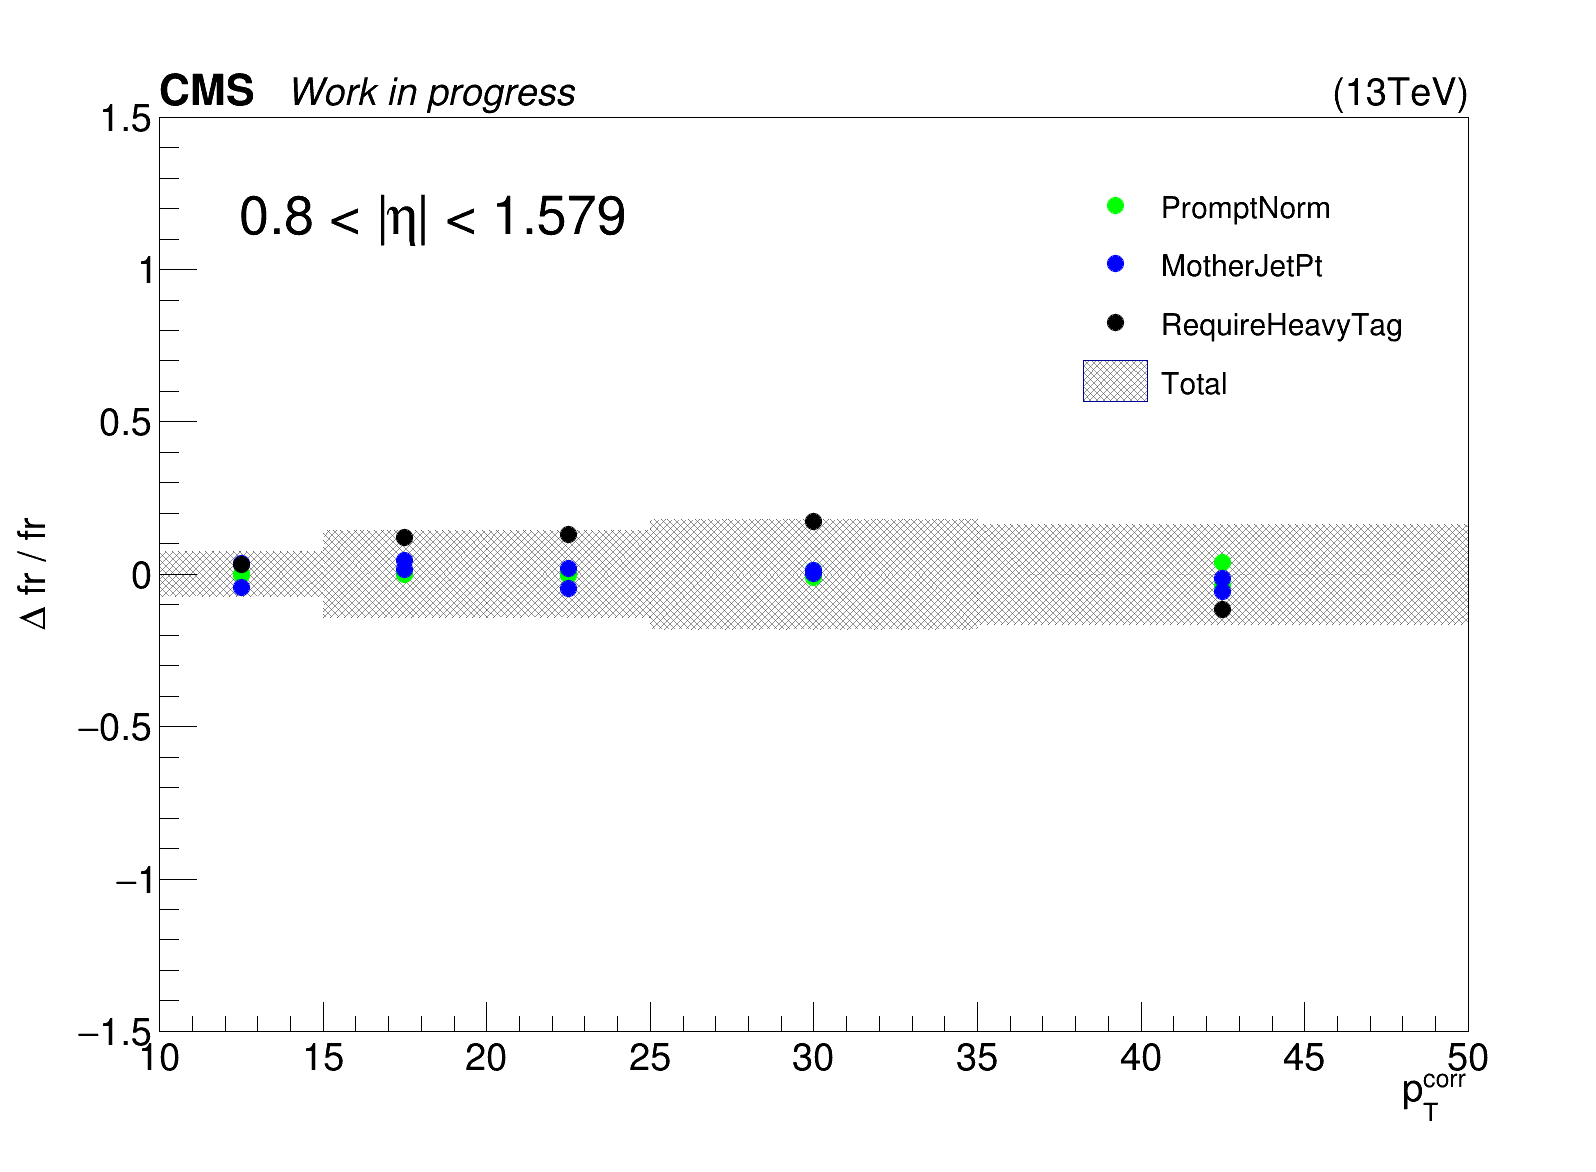 CMS Work in progress (13TeV)
0.8 < |η| < 1.579
PromptNorm
MotherJetPt
RequireHeavyTag
Total
Δ fr / fr
1.5
1
0.5
0
−0.5
−1
−1.5
10 15 20 25 30 35 40 45 50
p_T^corr